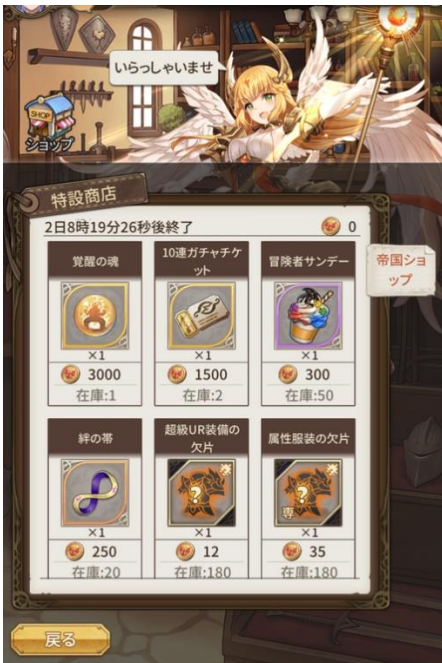 いらっしゃいませ
SHOP
ショップ
特設商店
2日8時19分26秒後終了
0
帝国ショ
ップ
覚醒の魂
×1
3000
在庫:1
10連ガチャチケ
ット
×1
1500
在庫:2
冒険者サンデー
×1
300
在庫:50
絆の帯
×1
250
在庫:20
超級UR装備の
欠片
×1
12
在庫:180
属性服装の欠片
?
専
×1
35
在庫:180
戻る